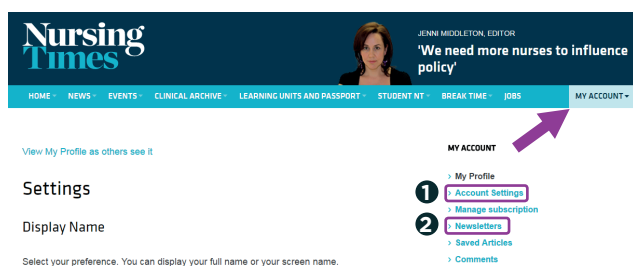 Nursing
Times
JENNI MIDDLETON, EDITOR
'We need more nurses to influence
policy'
HOME NEWS EVENTS CLINICAL ARCHIVE LEARNING UNITS AND PASSPORT STUDENT NT BREAK TIME JOBS MY ACCOUNT
View My Profile as others see it
Settings
Display Name
Select your preference. You can display your full name or your screen name.
MY ACCOUNT
> My Profile
1 > Account Settings
> Manage subscription
2 > Newsletters
> Saved Articles
> Comments